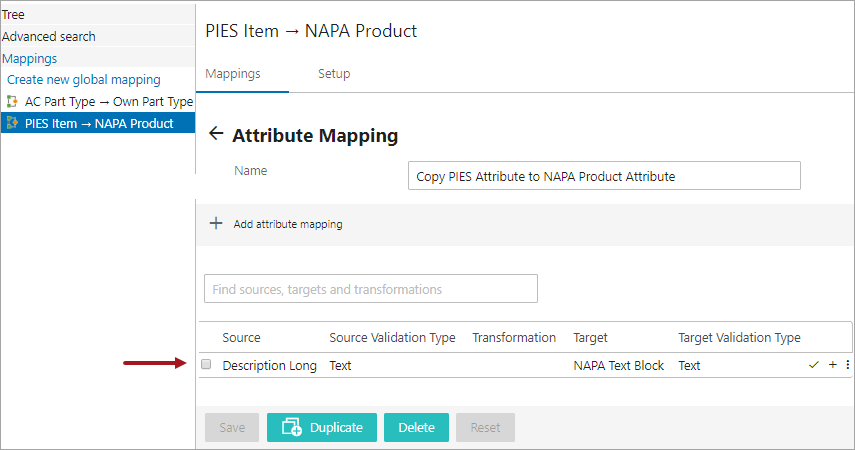 Tree
Advanced search
Mappings
Create new global mapping
AC Part Type → Own Part Type
PIES Item → NAPA Product
PIES Item → NAPA Product
Mappings Setup
← Attribute Mapping
Name Copy PIES Attribute to NAPA Product Attribute
+ Add attribute mapping
Find sources, targets and transformations
Source Source Validation Type Transformation Target Target Validation Type
Description Long Text NAPA Text Block Text
Save Duplicate Delete Reset